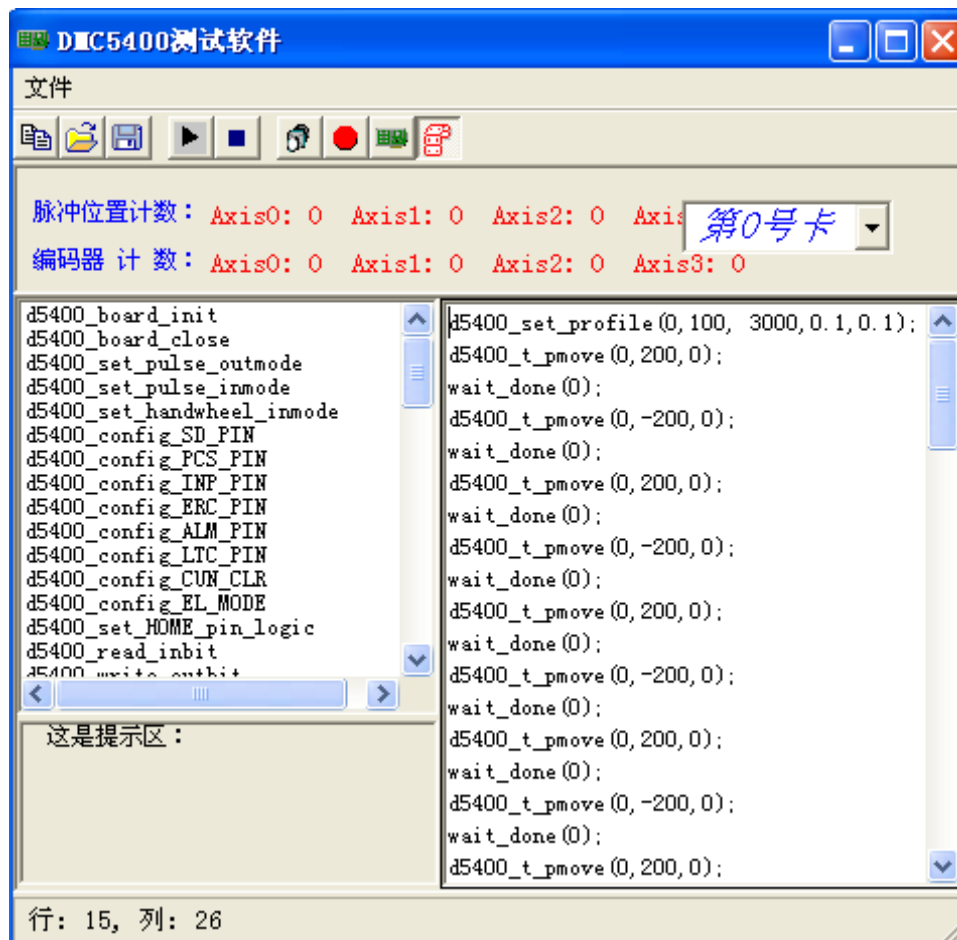 DMC5400测试软件
文件
脉冲位置计数： Axis0: 0 Axis1: 0 Axis2: 0 Axis
第0号卡
编码器 计 数： Axis0: 0 Axis1: 0 Axis2: 0 Axis3: 0
d5400_board_init
d5400_board_close
d5400_set_pulse_outmode
d5400_set_pulse_inmode
d5400_set_handwheel_inmode
d5400_config_SD_PIN
d5400_config_PCS_PIN
d5400_config_INP_PIN
d5400_config_ERC_PIN
d5400_config_ALM_PIN
d5400_config_LTC_PIN
d5400_config_CUN_CLR
d5400_config_EL_MODE
d5400_set_HOME_pin_logic
d5400_read_inbit
这是提示区：
d5400_set_profile(0,100, 3000,0.1,0.1);
d5400_t_pmove(0,200,0);
wait_done(0);
d5400_t_pmove(0,-200,0);
wait_done(0);
d5400_t_pmove(0,200,0);
wait_done(0);
d5400_t_pmove(0,-200,0);
wait_done(0);
d5400_t_pmove(0,200,0);
wait_done(0);
d5400_t_pmove(0,-200,0);
wait_done(0);
d5400_t_pmove(0,200,0);
wait_done(0);
d5400_t_pmove(0,-200,0);
wait_done(0);
d5400_t_pmove(0,200,0);
行: 15, 列: 26